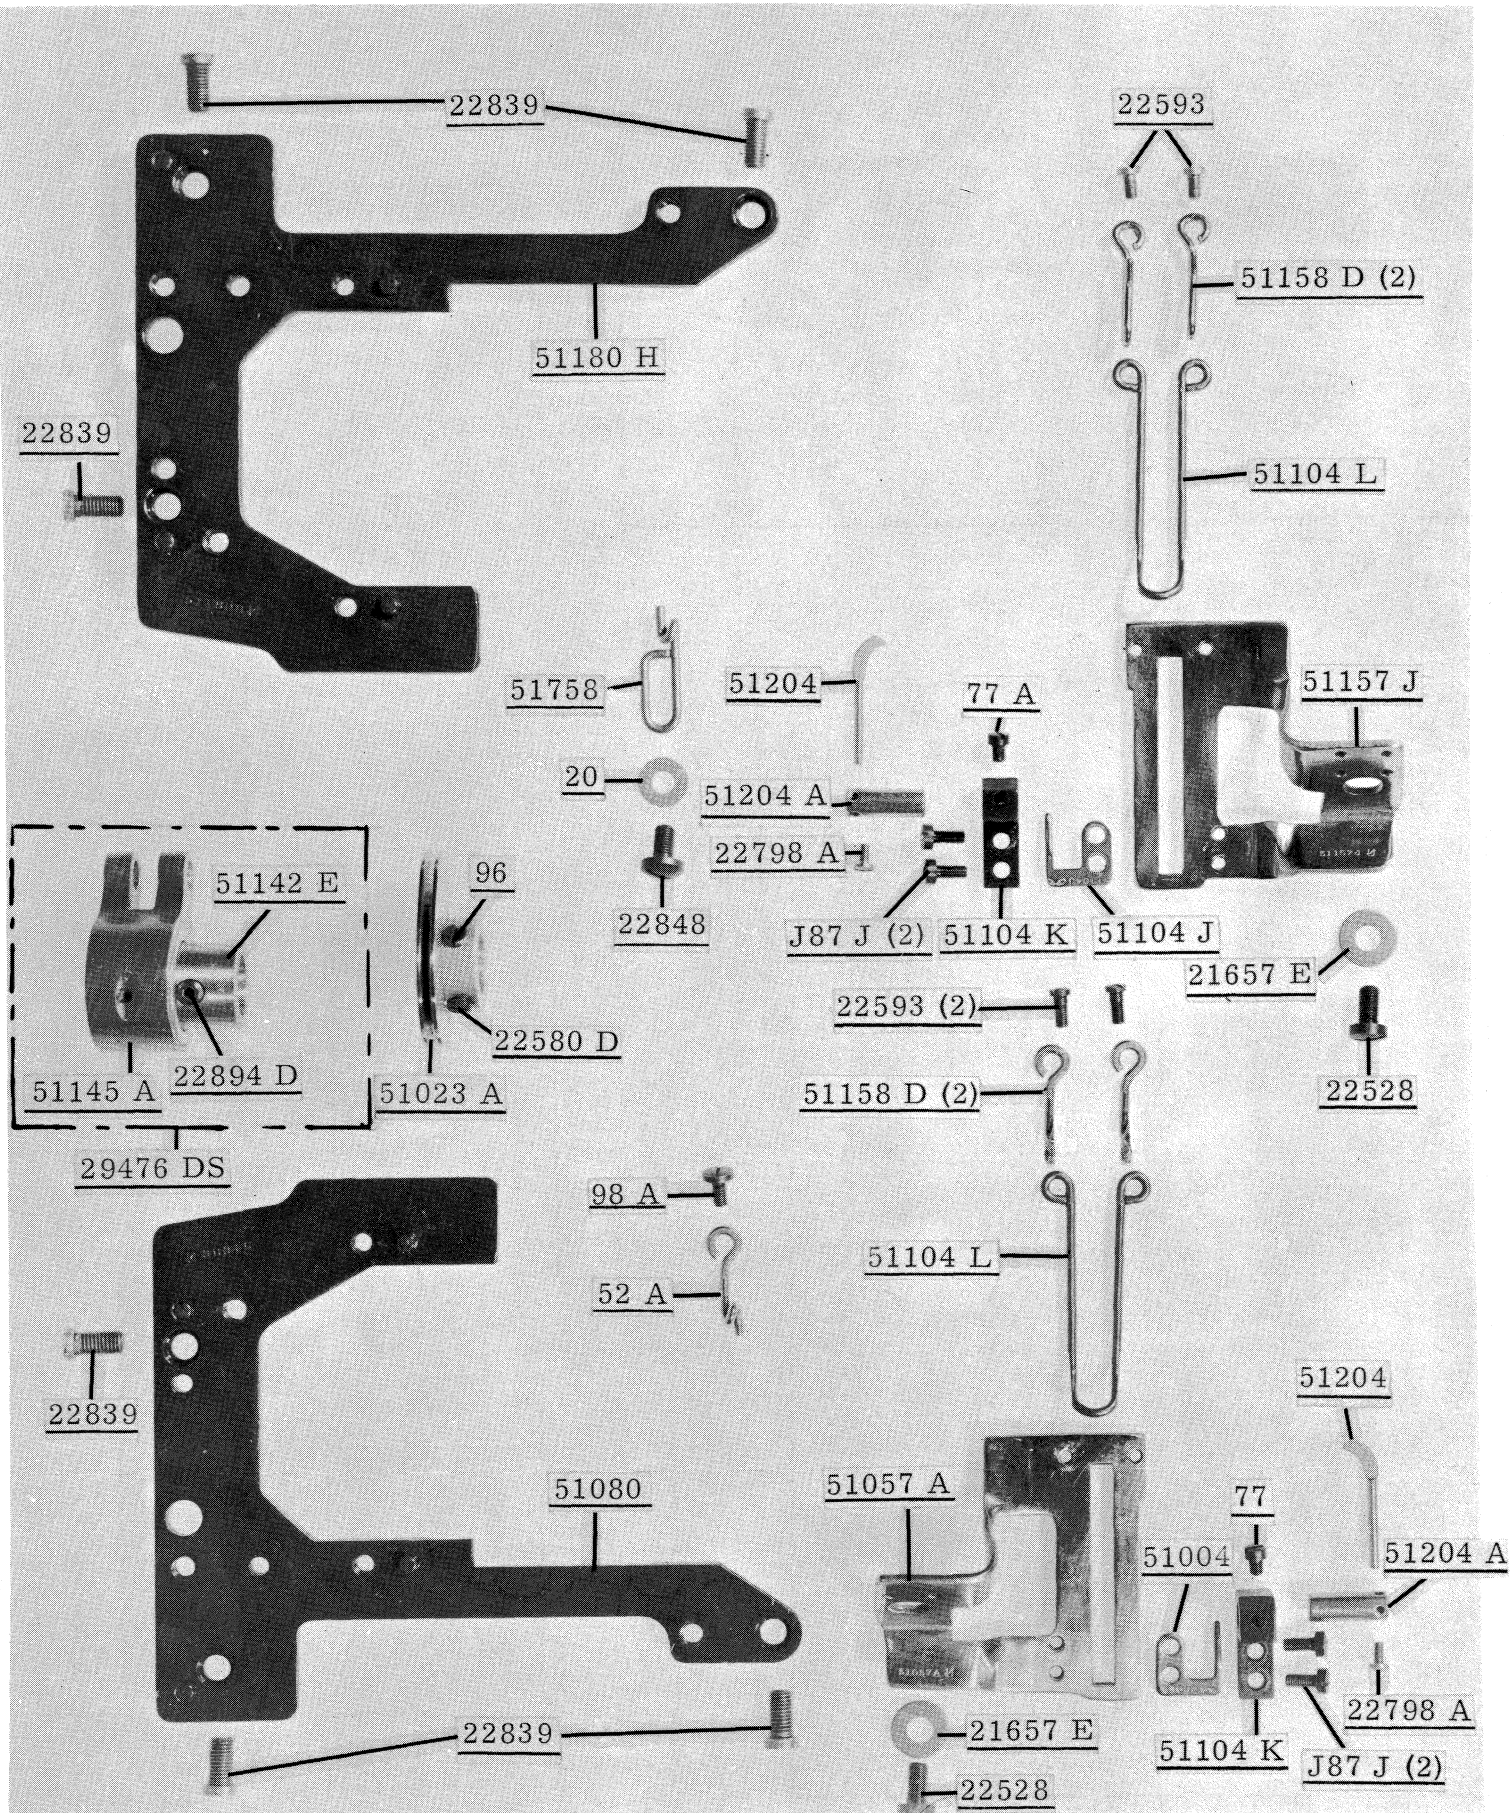 22839
22593
51158 D (2)
51180 H
22839
51104 L
51758
51204
77 A
51157 J
20
51204 A
22798 A
96
51142 E
22848
J87 J (2)
51104 K
51104 J
21657 E
22593 (2)
22580 D
22894 D
51145 A
51023 A
51158 D (2)
22528
29476 DS
98 A
51104 L
52 A
51204
22839
51080
51057 A
77
51004
51204 A
22839
21657 E
22798 A
51104 K
J87 J (2)
22528